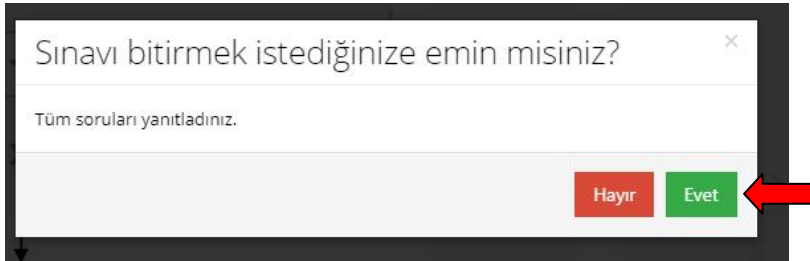 Sınavı bitirmek istediğinize emin misiniz?
×
Tüm soruları yanıtladınız.
Hayır
Evet